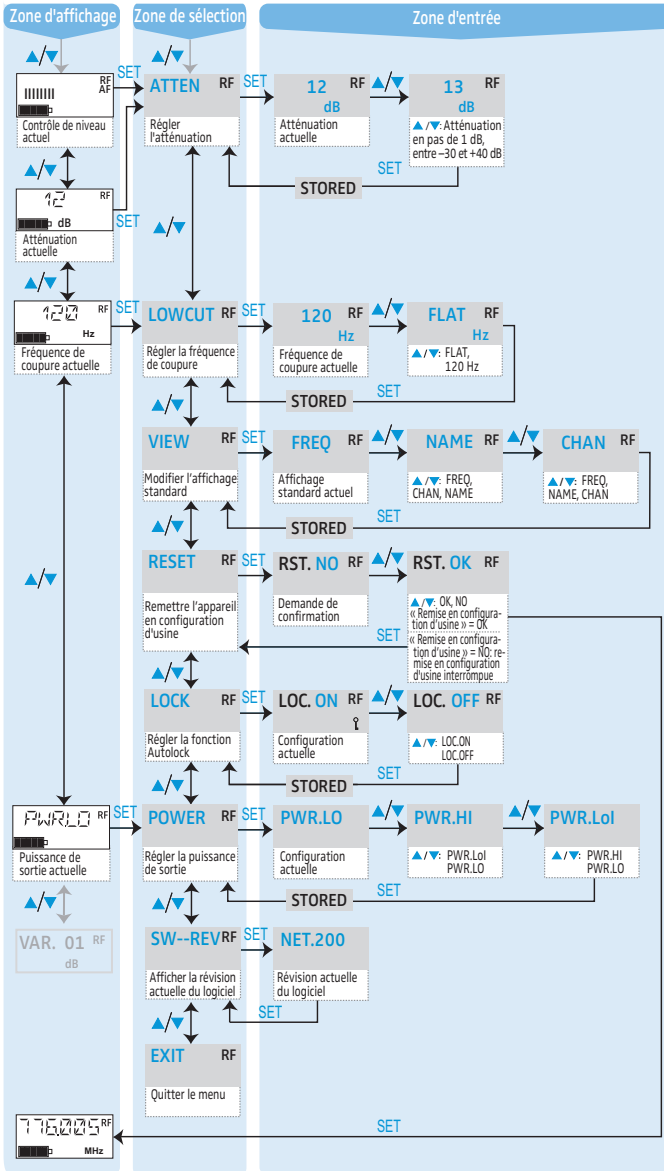 Zone d'affichage
Zone de sélection
Zone d'entrée
▲/▼
▲/▼
RF
AF
SET
ATTEN RF
SET
12 RF
dB
▲/▼
13 RF
dB
Contrôle de niveau
actuel
Régler
l'atténuation
Atténuation
actuelle
▲/▼: Atténuation
en pas de 1 dB,
entre –30 et +40 dB
SET
STORED
▲/▼
12 RF
dB
SET
Atténuation
actuelle
▲/▼
▲/▼
120 RF
Hz
SET
LOWCUT RF
SET
120 RF
Hz
▲/▼
FLAT RF
Hz
Fréquence de
coupure actuelle
Régler la fréquence
de coupure
Fréquence de
coupure actuelle
▲/▼: FLAT,
120 Hz
SET
STORED
▲/▼
VIEW RF
SET
FREQ RF
▲/▼
NAME RF
▲/▼
CHAN RF
Modifier l'affichage
standard
Affichage
standard actuel
▲/▼: FREQ,
CHAN, NAME
▲/▼: FREQ,
NAME, CHAN
SET
STORED
▲/▼
▲/▼
RESET RF
SET
RST. NO RF
▲/▼
RST. OK RF
Remettre l'appareil
en configuration
d'usine
Demande de
confirmation
▲/▼: OK, NO
« Remise en configura-
tion d'usine » = OK
« Remise en configura-
tion d'usine » = NO: re-
mise en configuration
d'usine interrompue
SET
▲/▼
LOCK RF
SET
LOC. ON RF
▲/▼
LOC. OFF RF
Régler la fonction
Autolock
Configuration
actuelle
▲/▼: LOC.ON
LOC.OFF
SET
STORED
▲/▼
PWR.LO RF
SET
POWER RF
SET
PWR.LO
▲/▼
PWR.HI
▲/▼
PWR.LoI
Puissance de
sortie actuelle
Régler la puissance
de sortie
Configuration
actuelle
▲/▼: PWR.LoI
PWR.LO
▲/▼: PWR.HI
PWR.LO
SET
STORED
▲/▼
▲/▼
VAR. 01 RF
dB
SW--REV RF
SET
NET.200
Afficher la révision
actuelle du logiciel
Révision actuelle
du logiciel
SET
▲/▼
EXIT RF
Quitter le menu
776.005 RF
MHz
SET